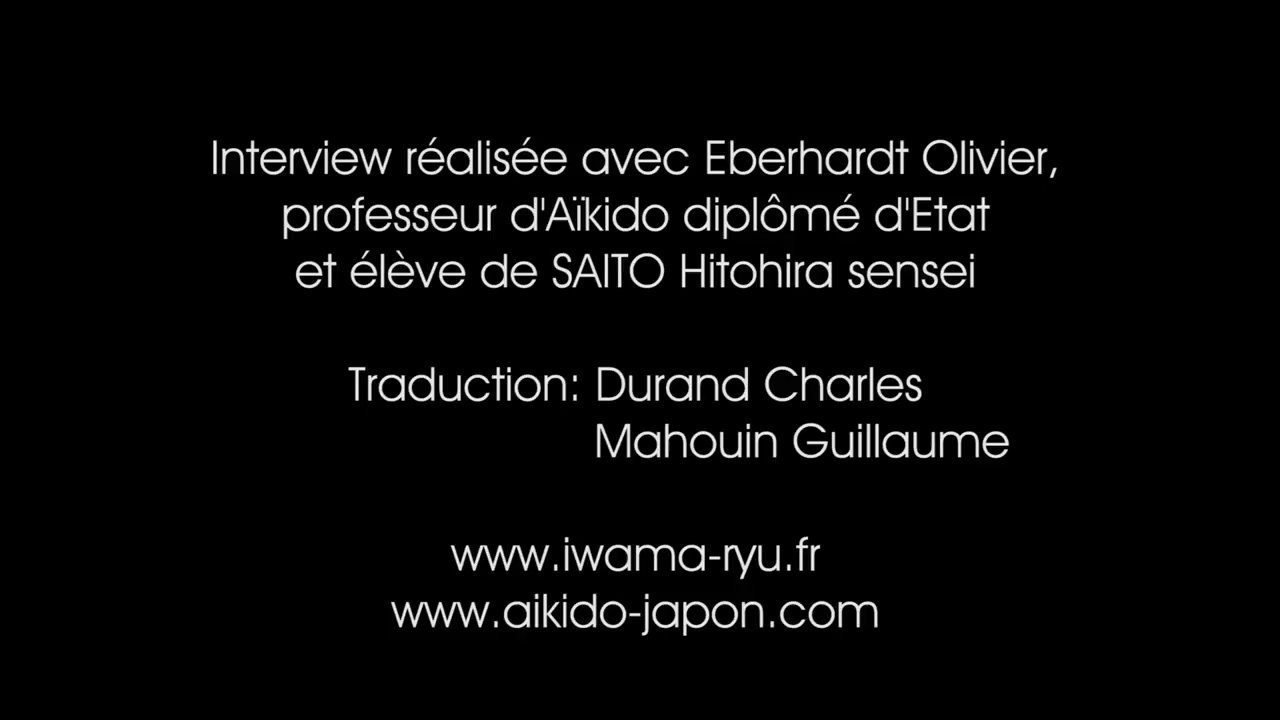 Interview réalisée avec Eberhardt Olivier,
professeur d'Aïkido diplômé d'Etat
et élève de SAITO Hitohira sensei
Traduction: Durand Charles
Mahouin Guillaume
www.iwama-ryu.fr
www.aikido-japon.com